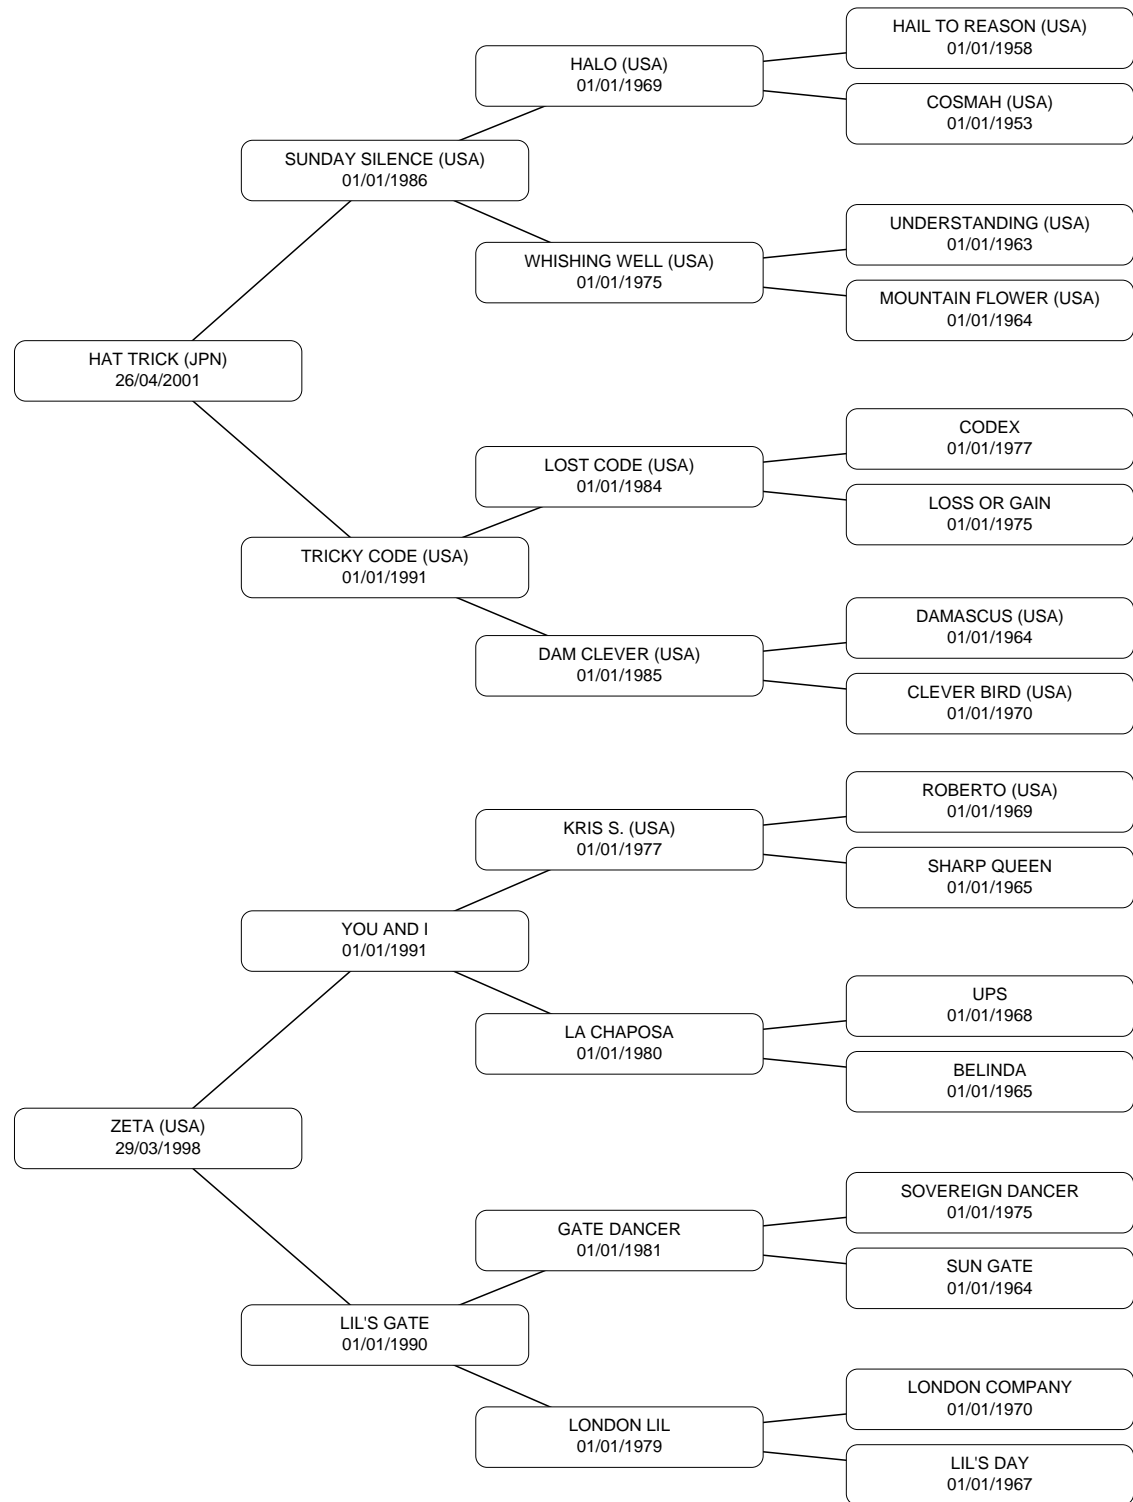 HAIL TO REASON (USA)
01/01/1958
HALO (USA)
01/01/1969
COSMAH (USA)
01/01/1953
SUNDAY SILENCE (USA)
01/01/1986
UNDERSTANDING (USA)
01/01/1963
WHISHING WELL (USA)
01/01/1975
MOUNTAIN FLOWER (USA)
01/01/1964
HAT TRICK (JPN)
26/04/2001
CODEX
01/01/1977
LOST CODE (USA)
01/01/1984
LOSS OR GAIN
01/01/1975
TRICKY CODE (USA)
01/01/1991
DAMASCUS (USA)
01/01/1964
DAM CLEVER (USA)
01/01/1985
CLEVER BIRD (USA)
01/01/1970
ROBERTO (USA)
01/01/1969
KRIS S. (USA)
01/01/1977
SHARP QUEEN
01/01/1965
YOU AND I
01/01/1991
UPS
01/01/1968
LA CHAPOSA
01/01/1980
BELINDA
01/01/1965
ZETA (USA)
29/03/1998
SOVEREIGN DANCER
01/01/1975
GATE DANCER
01/01/1981
SUN GATE
01/01/1964
LIL'S GATE
01/01/1990
LONDON COMPANY
01/01/1970
LONDON LIL
01/01/1979
LIL'S DAY
01/01/1967